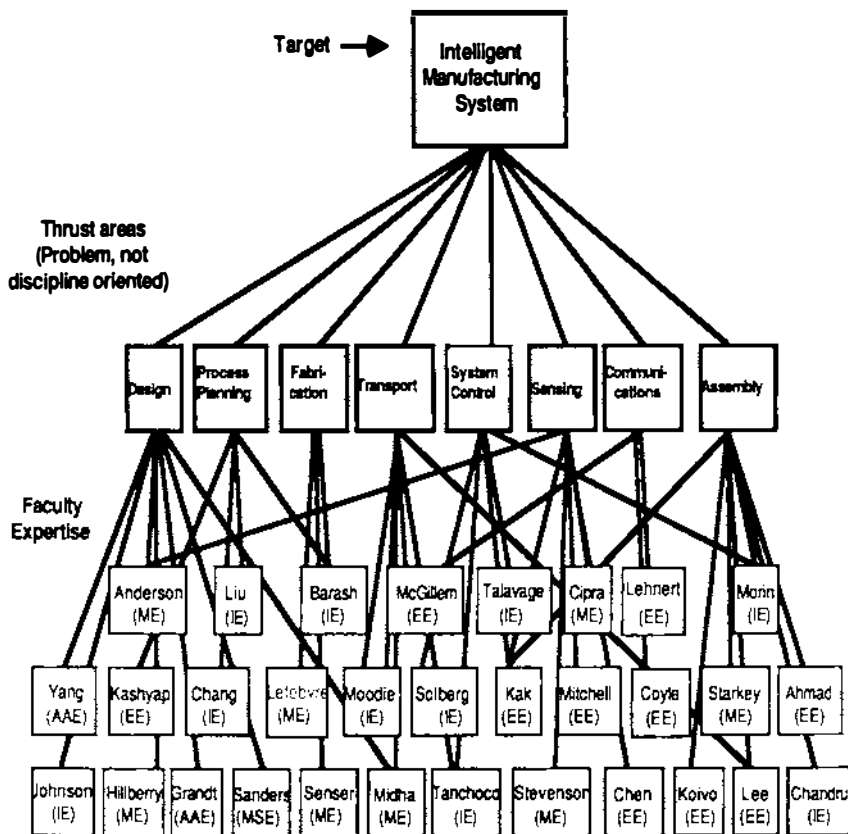 Target
Intelligent
Manufacturing
System
Thrust areas
(Problem, not
discipline oriented)
Design
Process
Planning
Fabri-
cation
Transport
System
Control
Sensing
Communi-
cations
Assembly
Faculty
Expertise
Anderson
(ME)
Liu
(IE)
Barash
(IE)
McGillem
(EE)
Talavage
(IE)
Cipra
(ME)
Lehnert
(EE)
Morin
(IE)
Yang
(AAE)
Kashyap
(EE)
Chang
(IE)
Lefebvre
(ME)
Moodie
(IE)
Solberg
(IE)
Kak
(EE)
Mitchell
(EE)
Coyle
(EE)
Starkey
(ME)
Ahmad
(EE)
Johnson
(IE)
Hillberry
(ME)
Grandt
(AAE)
Sanders
(MSE)
Senser
(ME)
Midha
(ME)
Tanchoco
(IE)
Stevenson
(ME)
Chen
(EE)
Koivo
(EE)
Lee
(EE)
Chandru
(IE)